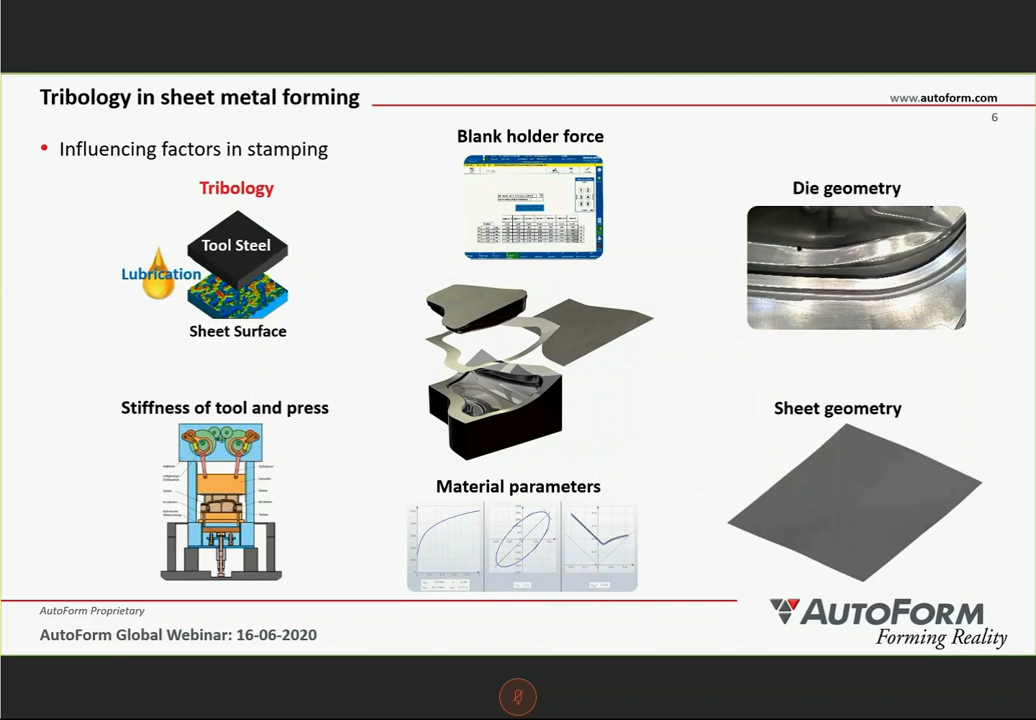 Tribology in sheet metal forming
www.autoform.com
6
• Influencing factors in stamping
Blank holder force
Tribology
Die geometry
Tool Steel
Lubrication
Sheet Surface
Stiffness of tool and press
Sheet geometry
Material parameters
AutoForm Proprietary
AutoForm Global Webinar: 16-06-2020
AUTOFORM
Forming Reality